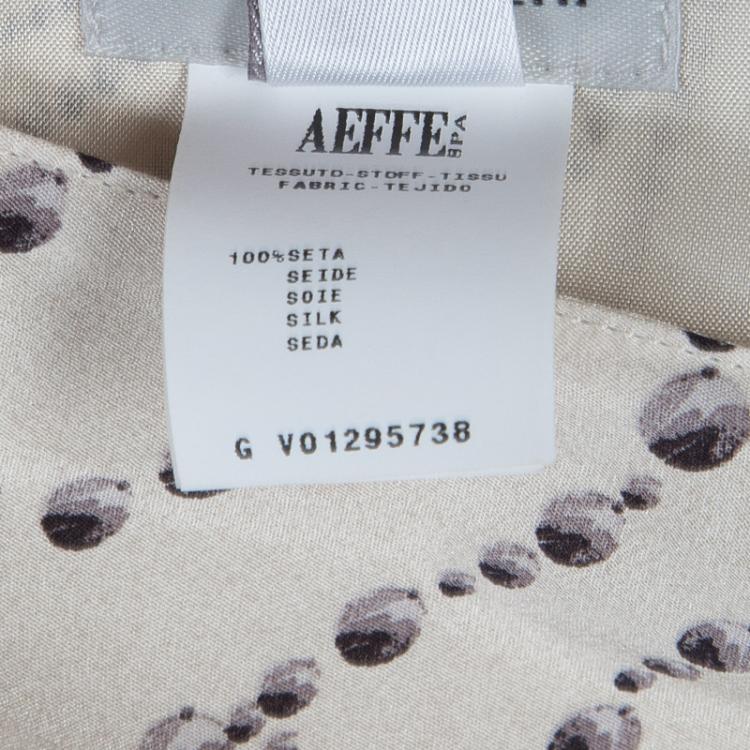 AEFFE SPA
TESSUTO-STOFF-TISSU
FABRIC-TEJIDO
100%SETA
SEIDE
SOIE
SILK
SEDA
G V01295738